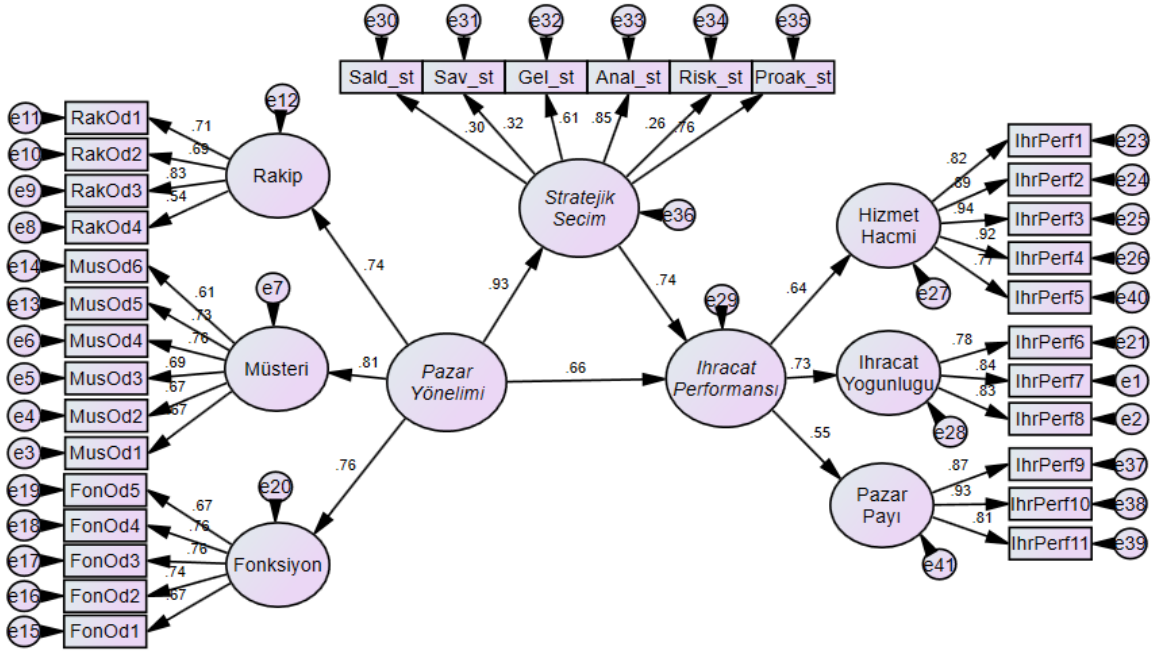 e30 e31 e32 e33 e34 e35
Sald_st Sav_st Gel_st Anal_st Risk_st Proak_st
.30 .32 .61 .85 .26 .76
Stratejik
Secim
e36
e12
Rakip
e11 RakOd1 .71
e10 RakOd2 .69
e9 RakOd3 .83
e8 RakOd4 .54
e14 MusOd6 .61
e13 MusOd5 .73
e6 MusOd4 .76
e5 MusOd3 .69
e4 MusOd2 .67
e3 MusOd1 .67
e7
Müsteri
e19 FonOd5 .67
e18 FonOd4 .76
e17 FonOd3 .76
e16 FonOd2 .74
e15 FonOd1 .67
e20
Fonksiyon
.74
.81
.76
.93
.66
.74
Pazar
Yönelimi
e29
Ihracat
Performansı
.64
.73
.55
Hizmet
Hacmi
e27
.82 IhrPerf1 e23
.89 IhrPerf2 e24
.94 IhrPerf3 e25
.92 IhrPerf4 e26
.77 IhrPerf5 e40
Ihracat
Yogunlugu
e28
.78 IhrPerf6 e21
.84 IhrPerf7 e1
.83 IhrPerf8 e2
Pazar
Payı
e41
.87 IhrPerf9 e37
.93 IhrPerf10 e38
.81 IhrPerf11 e39